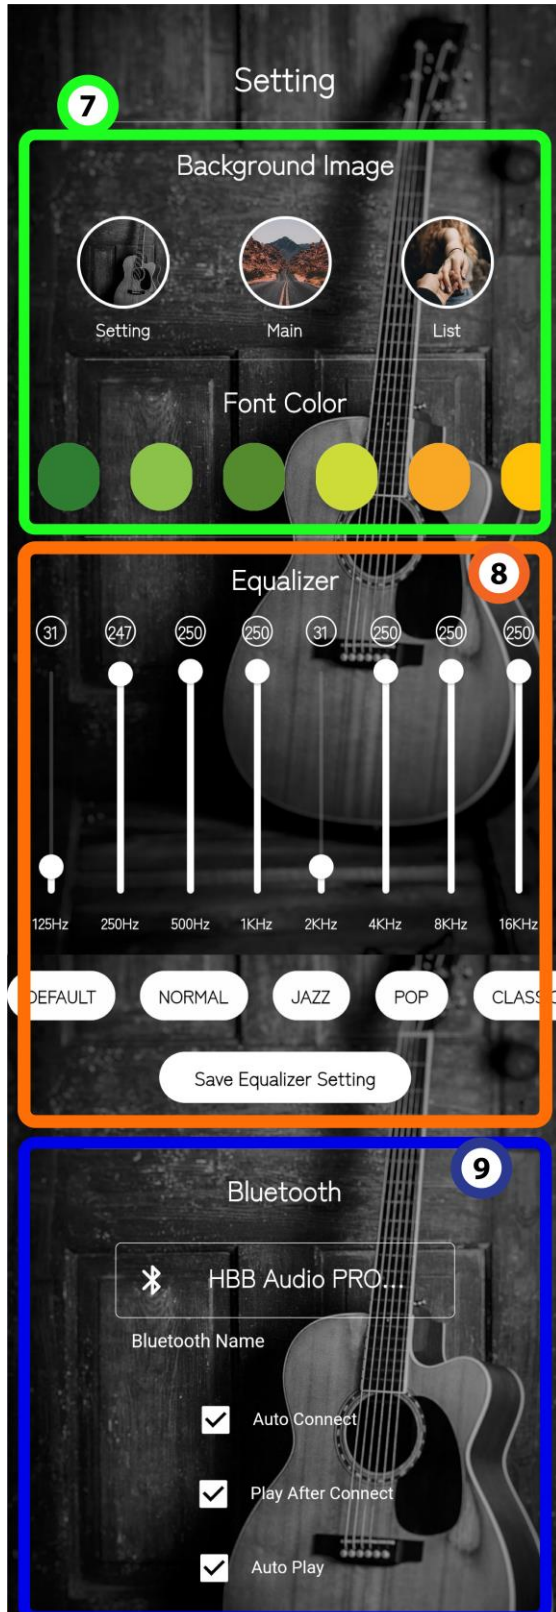 Setting
7
Background Image
Setting Main List
Font Color
8
Equalizer
31 247 250 250 31 250 250 250
125Hz 250Hz 500Hz 1KHz 2KHz 4KHz 8KHz 16KHz
DEFAULT NORMAL JAZZ POP CLASSIC
Save Equalizer Setting
9
Bluetooth
HBB Audio PRO...
Bluetooth Name
Auto Connect
Play After Connect
Auto Play